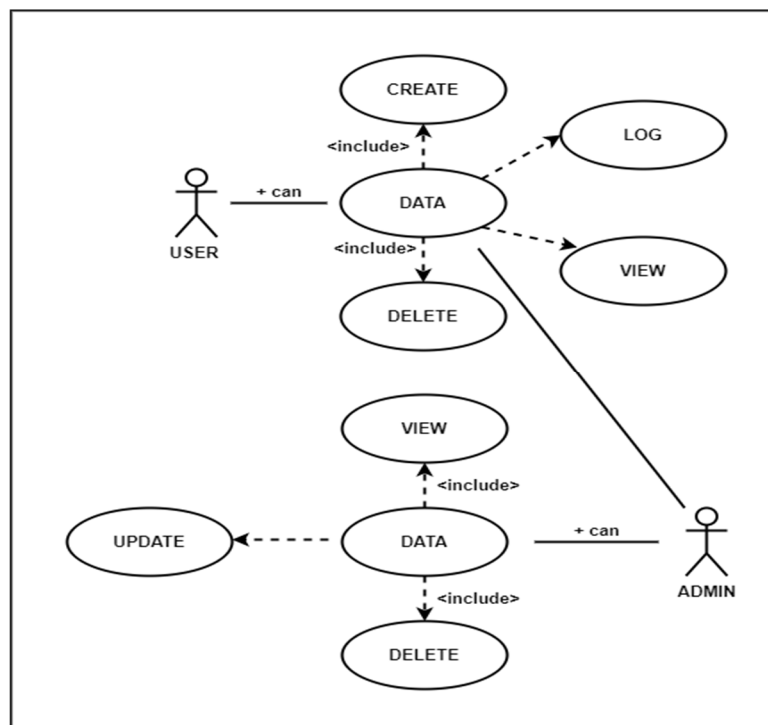 CREATE
<include>
LOG
+ can
DATA
USER
<include>
VIEW
DELETE
VIEW
<include>
UPDATE
DATA
+ can
<include>
ADMIN
DELETE